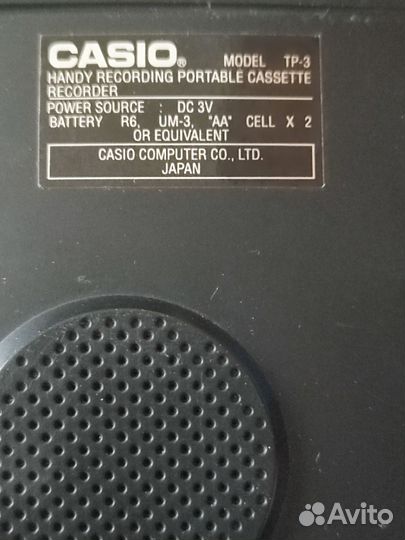 CASIO® MODEL TP-3
HANDY RECORDING PORTABLE CASSETTE
RECORDER
POWER SOURCE : DC 3V
BATTERY R6, UM-3, "AA" CELL X 2
OR EQUIVALENT
CASIO COMPUTER CO., LTD.
JAPAN
Avito